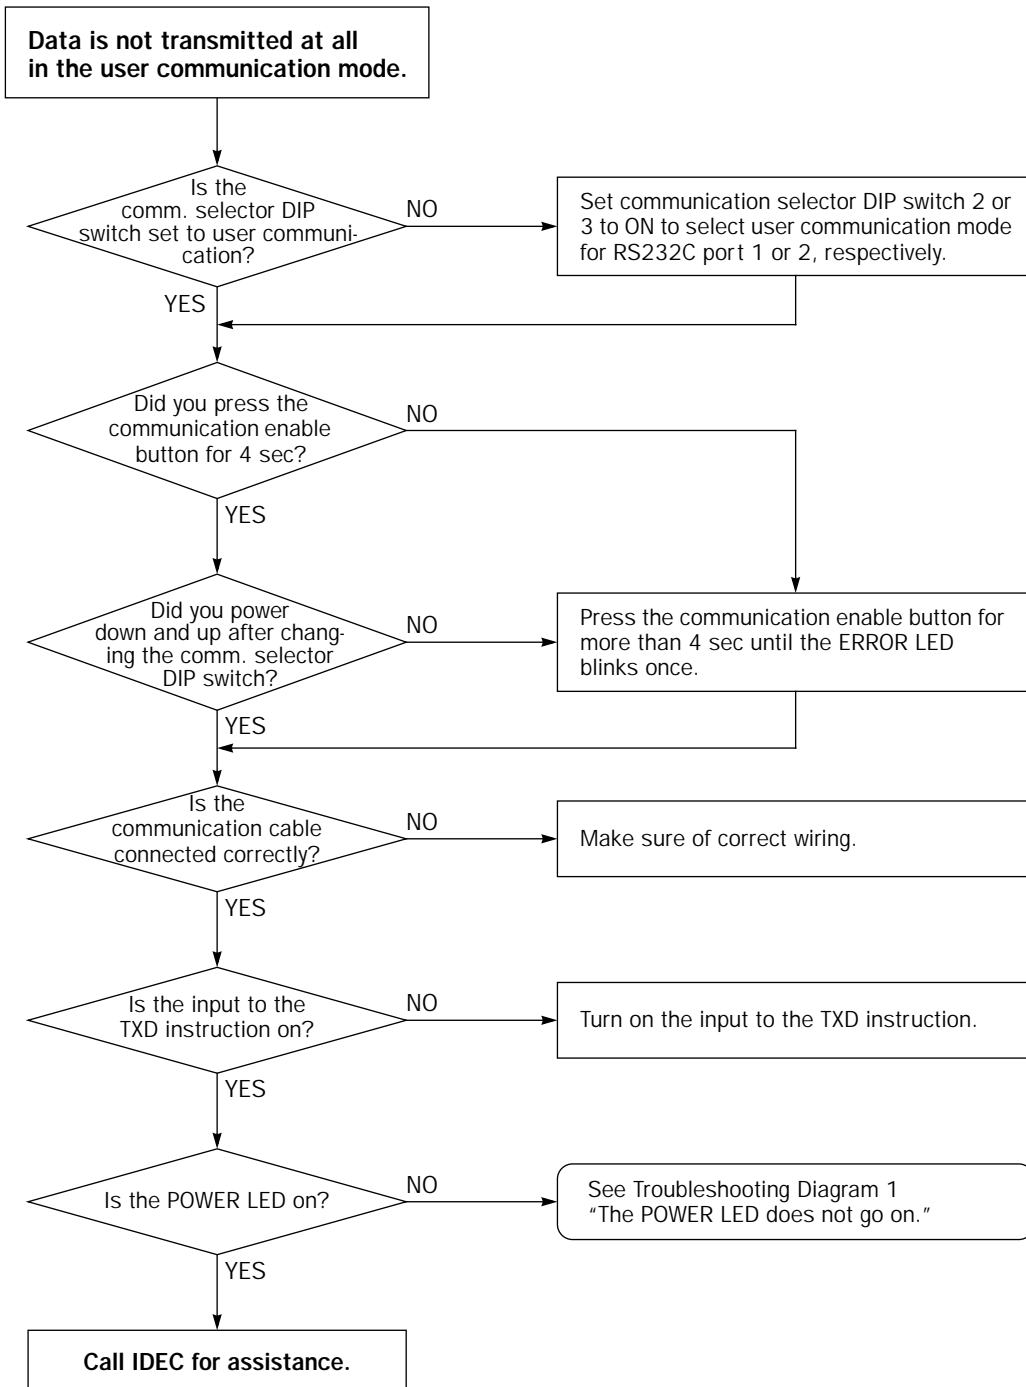 Data is not transmitted at all
in the user communication mode.
Is the
comm. selector DIP
switch set to user communi-
cation?
NO
Set communication selector DIP switch 2 or
3 to ON to select user communication mode
for RS232C port 1 or 2, respectively.
YES
Did you press the
communication enable
button for 4 sec?
NO
YES
Did you power
down and up after chang-
ing the comm. selector
DIP switch?
NO
Press the communication enable button for
more than 4 sec until the ERROR LED
blinks once.
YES
Is the
communication cable
connected correctly?
NO
Make sure of correct wiring.
YES
Is the input to the
TXD instruction on?
NO
Turn on the input to the TXD instruction.
YES
Is the POWER LED on?
NO
See Troubleshooting Diagram 1
“The POWER LED does not go on.”
YES
Call IDEC for assistance.